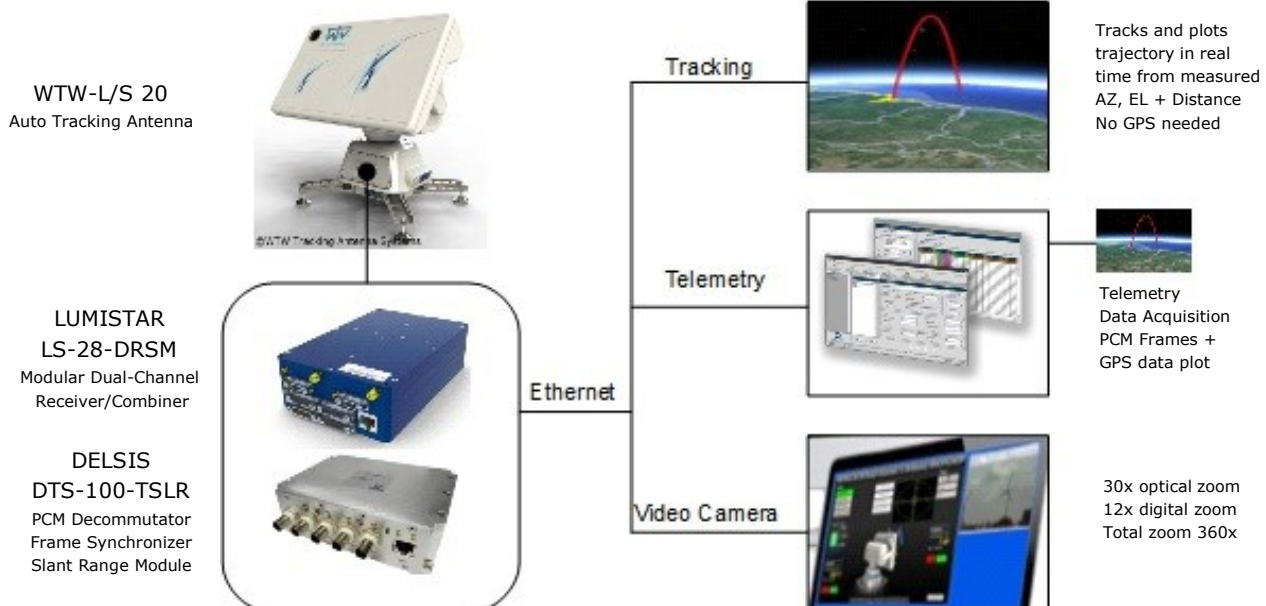 WTW-L/S 20
Auto Tracking Antenna
WTW
©WTW Tracking Antenna Systems
LUMISTAR
LS-28-DRSM
Modular Dual-Channel
Receiver/Combiner
DELSIS
DTS-100-TSLR
PCM Decommutator
Frame Synchronizer
Slant Range Module
Ethernet
Tracking
Tracks and plots
trajectory in real
time from measured
AZ, EL + Distance
No GPS needed
Telemetry
Telemetry
Data Acquisition
PCM Frames +
GPS data plot
Video Camera
30x optical zoom
12x digital zoom
Total zoom 360x